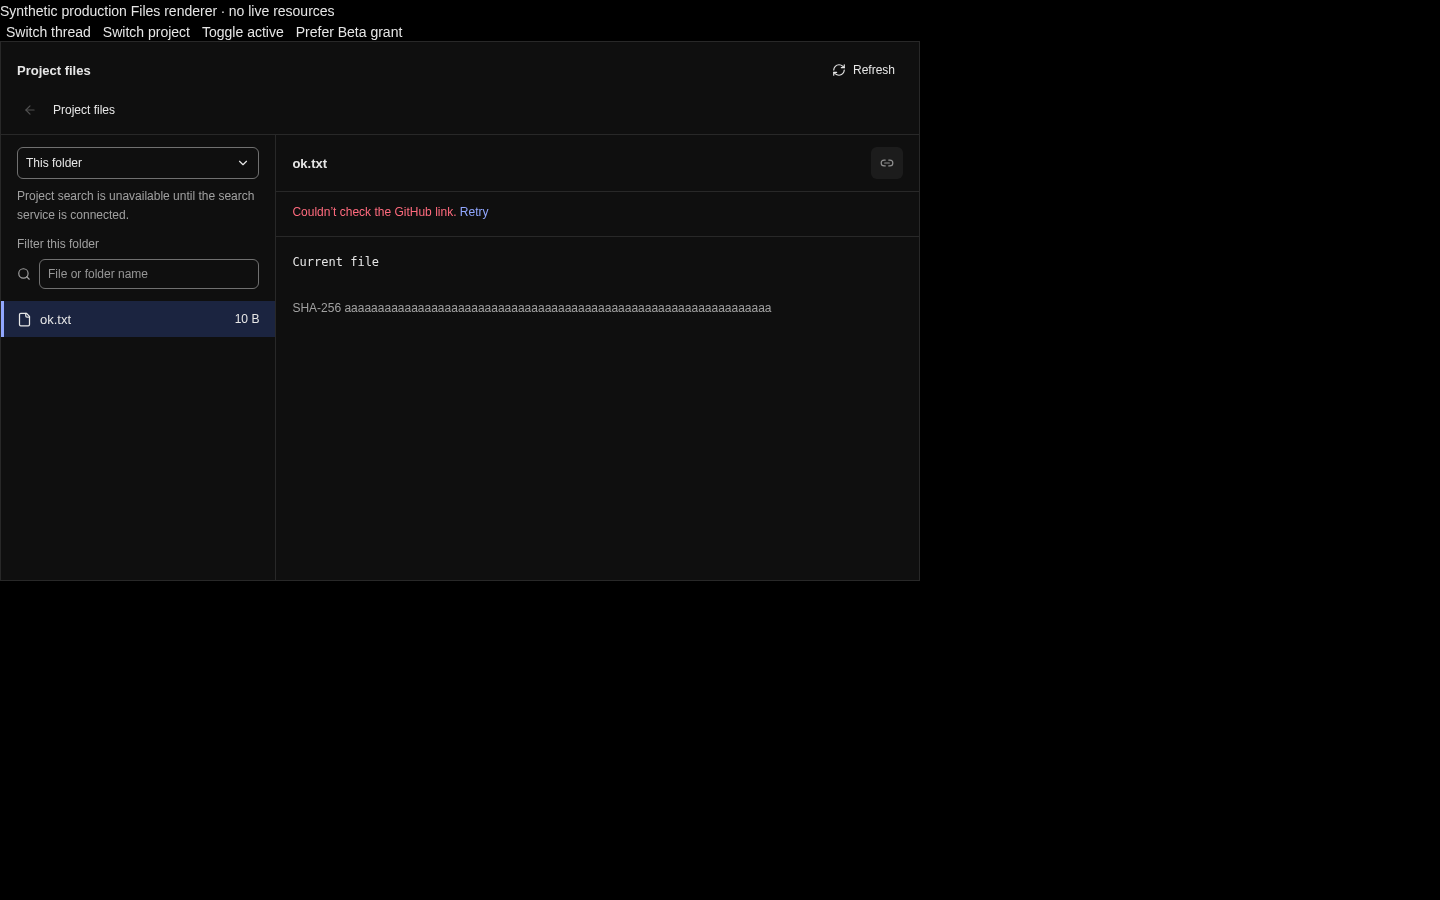 Synthetic production Files renderer · no live resources
Switch thread Switch project Toggle active Prefer Beta grant
Project files
Refresh
Project files
This folder
Project search is unavailable until the search
service is connected.
Filter this folder
File or folder name
ok.txt 10 B
ok.txt
Couldn’t check the GitHub link. Retry
Current file
SHA-256 aaaaaaaaaaaaaaaaaaaaaaaaaaaaaaaaaaaaaaaaaaaaaaaaaaaaaaaaaaaaaaaa